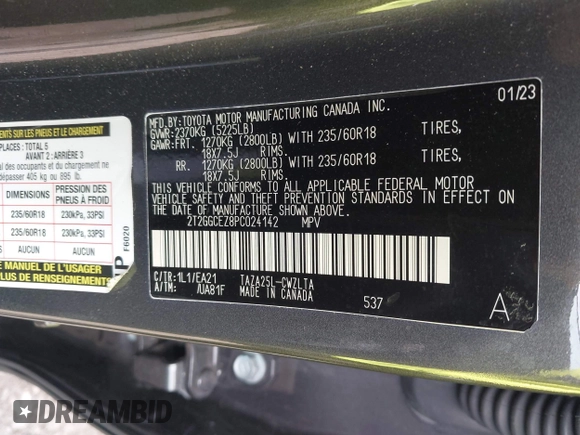 SUR LES PNEUS ET LE CHARGEMENT
PLACES : TOTAL 5
AVANT 2 : ARRIÈRE 3
total des occupants et du chargement ne
dépasser 405 kg ou 895 lb.
DIMENSION
PRESSION DES
PNEUS À FROID
235/60R18
230kPa, 33PSI
235/60R18
230kPa, 33PSI
AUCUN
AUCUN
F6020
MANUEL DE L'USAGER
PLUS DE RENSEIGNEMENTS
01/23
MFD.BY:TOYOTA MOTOR MANUFACTURING CANADA INC.
GVWR:2370KG (5225LB)
GAWR:FRT. 1270KG (2800LB) WITH 235/60R18 TIRES,
18X7.5J RIMS.
RR. 1270KG (2800LB) WITH 235/60R18 TIRES,
18X7.5J RIMS.
THIS VEHICLE CONFORMS TO ALL APPLICABLE FEDERAL MOTOR
VEHICLE SAFETY AND THEFT PREVENTION STANDARDS IN EFFECT
ON THE DATE OF MANUFACTURE SHOWN ABOVE.
2T2GGCEZ8PC024142 MPV
C/TR:1L1/EA21 TAZA25L-CWZLTA
A/TM: /UA81F MADE IN CANADA
537
A
DREAMBID